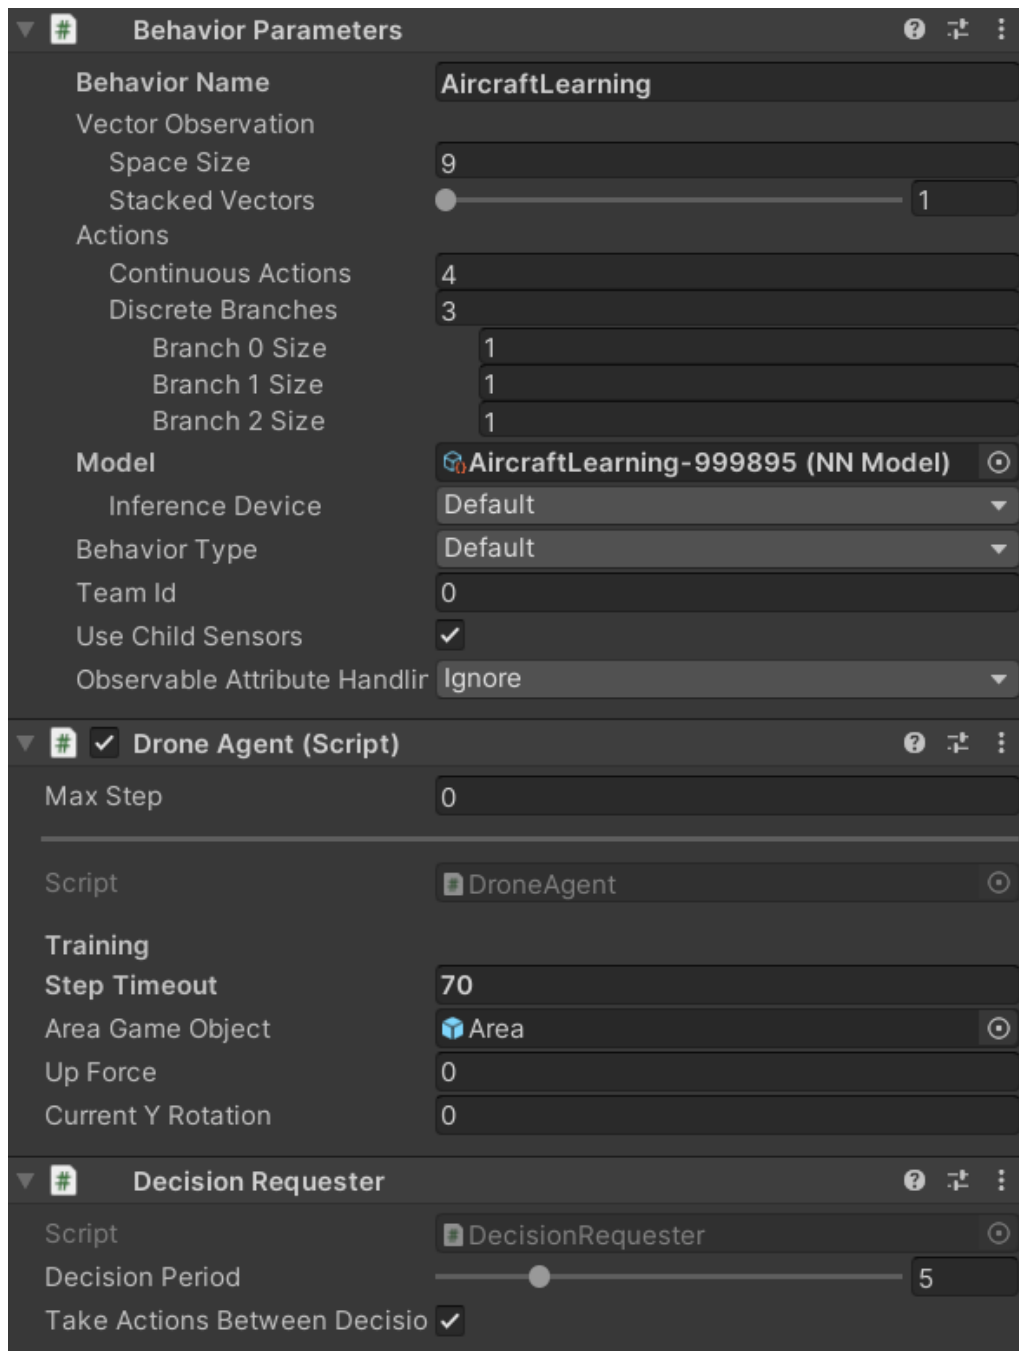 Behavior Parameters
Behavior Name AircraftLearning
Vector Observation
Space Size 9
Stacked Vectors 1
Actions
Continuous Actions 4
Discrete Branches 3
Branch 0 Size 1
Branch 1 Size 1
Branch 2 Size 1
Model AircraftLearning-999895 (NN Model)
Inference Device Default
Behavior Type Default
Team Id 0
Use Child Sensors
Observable Attribute Handlir Ignore
# Drone Agent (Script)
Max Step 0
Script # DroneAgent
Training
Step Timeout 70
Area Game Object Area
Up Force 0
Current Y Rotation 0
# Decision Requester
Script # DecisionRequester
Decision Period 5
Take Actions Between Decisio